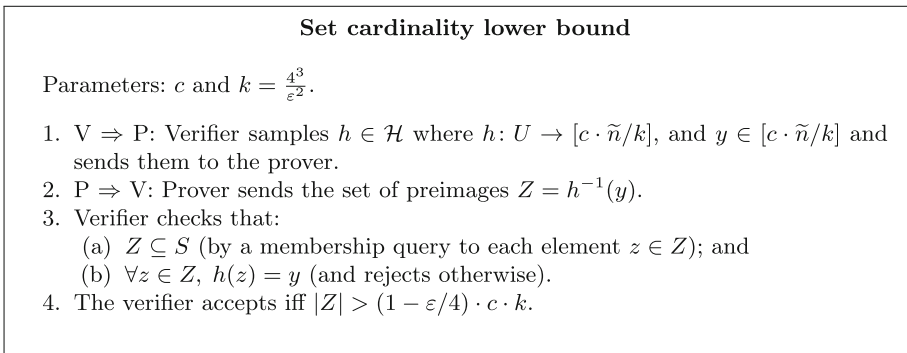 Set cardinality lower bound
Parameters: c and k = 4³/ε².
1. V ⇒ P: Verifier samples h ∈ ℋ where h: U → [c · ñ/k], and y ∈ [c · ñ/k] and
sends them to the prover.
2. P ⇒ V: Prover sends the set of preimages Z = h⁻¹(y).
3. Verifier checks that:
(a) Z ⊆ S (by a membership query to each element z ∈ Z); and
(b) ∀z ∈ Z, h(z) = y (and rejects otherwise).
4. The verifier accepts iff |Z| > (1 − ε/4) · c · k.